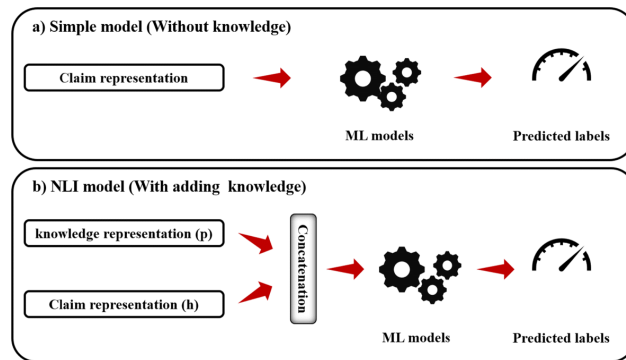 a) Simple model (Without knowledge)
Claim representation
ML models
Predicted labels
b) NLI model (With adding knowledge)
knowledge representation (p)
Concatenation
Claim representation (h)
ML models
Predicted labels